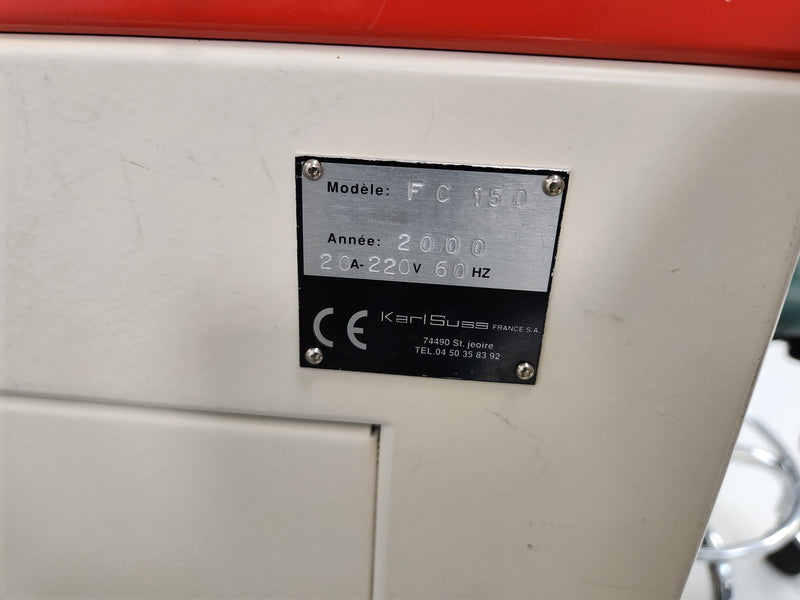 Modèle: FC 150
Année: 2000
20A-220V 60HZ
CE KarlSuss FRANCE S.A.
74490 St. jeoire
TEL.04 50 35 83 92